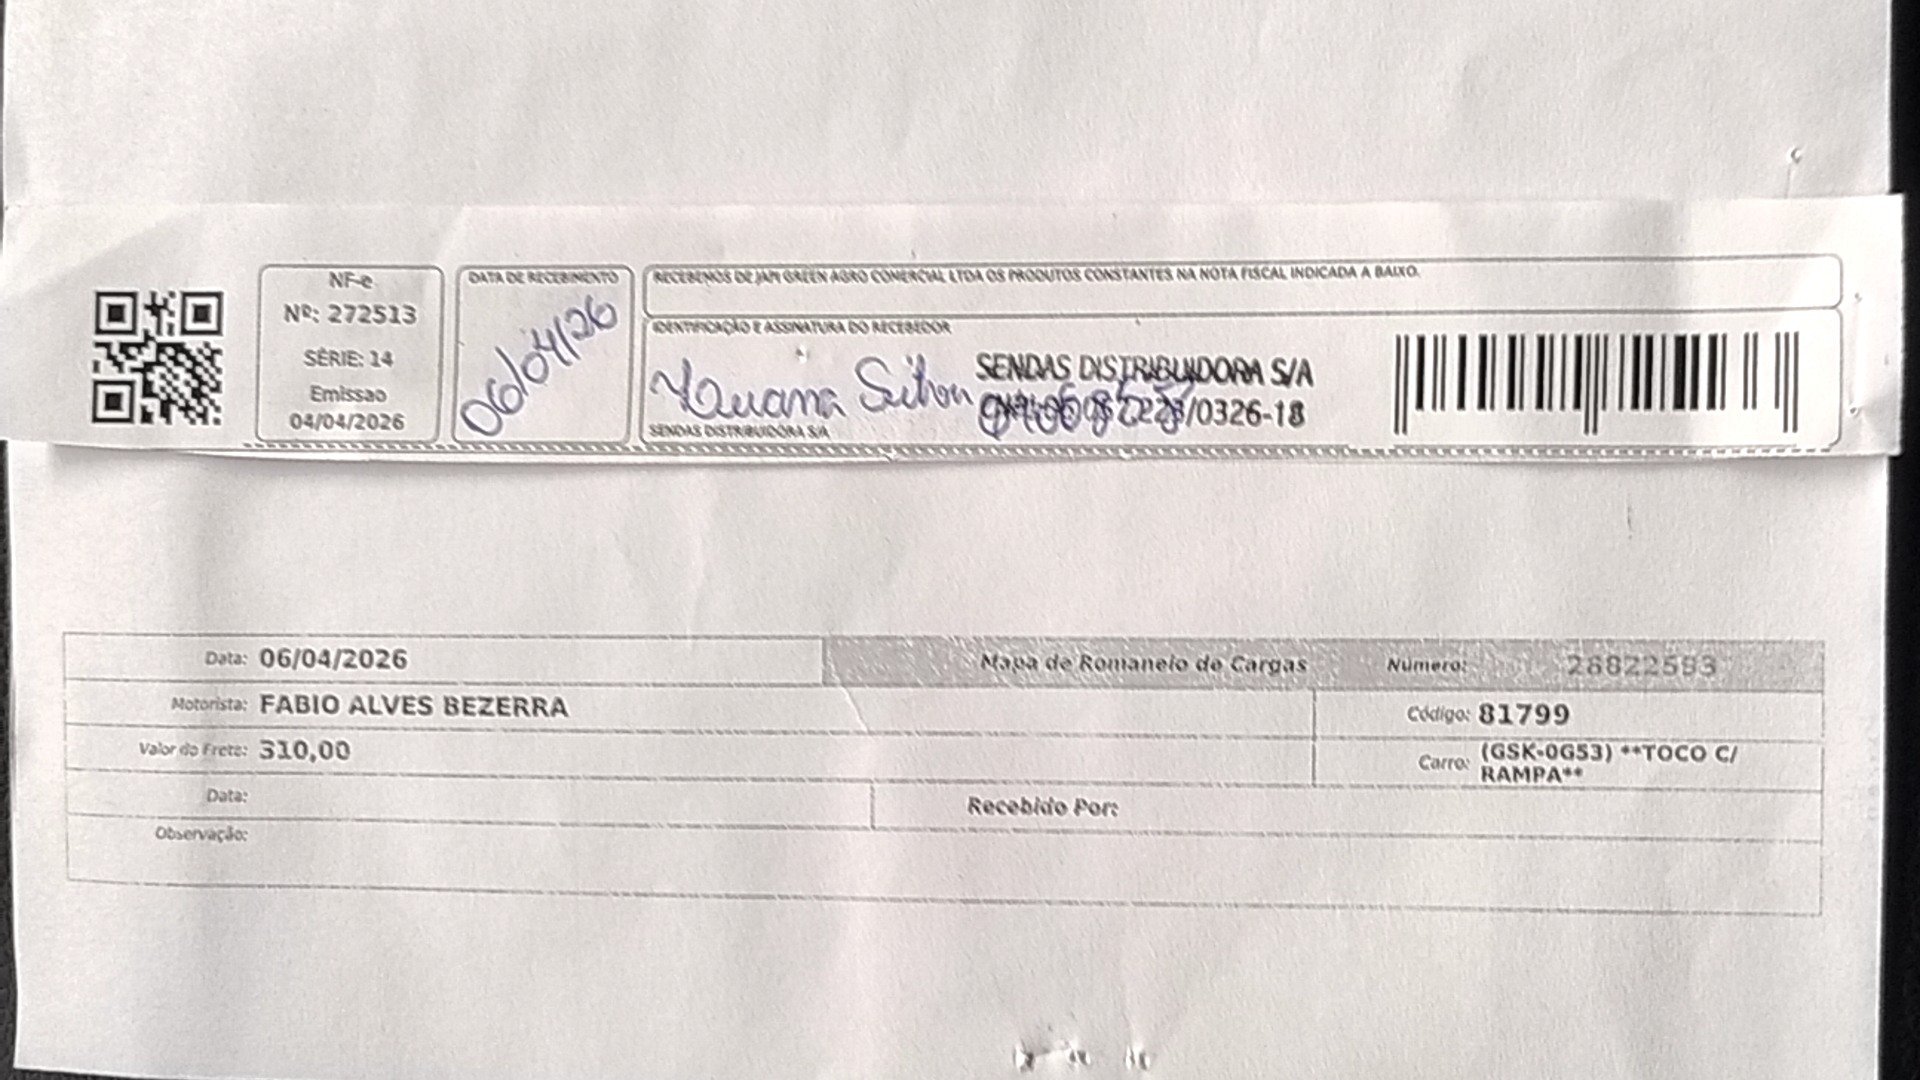 NF-e
Nº: 272513
SÉRIE: 14
Emissao
04/04/2026
DATA DE RECEBIMENTO
06/04/26
RECEBEMOS DE JAPI GREEN AGRO COMERCIAL LTDA OS PRODUTOS CONSTANTES NA NOTA FISCAL INDICADA A BAIXO.
IDENTIFICAÇÃO E ASSINATURA DO RECEBEDOR
SENDAS DISTRIBUIDORA S/A
/0326-18
SENDAS DISTRIBUIDORA S/A
Data: 06/04/2026
Mapa de Romaneio de Cargas
Número: 26822593
Motorista: FABIO ALVES BEZERRA
Código: 81799
Valor do Frete: 310,00
Carro: (GSK-0G53) **TOCO C/
RAMPA**
Data:
Recebido Por:
Observação: